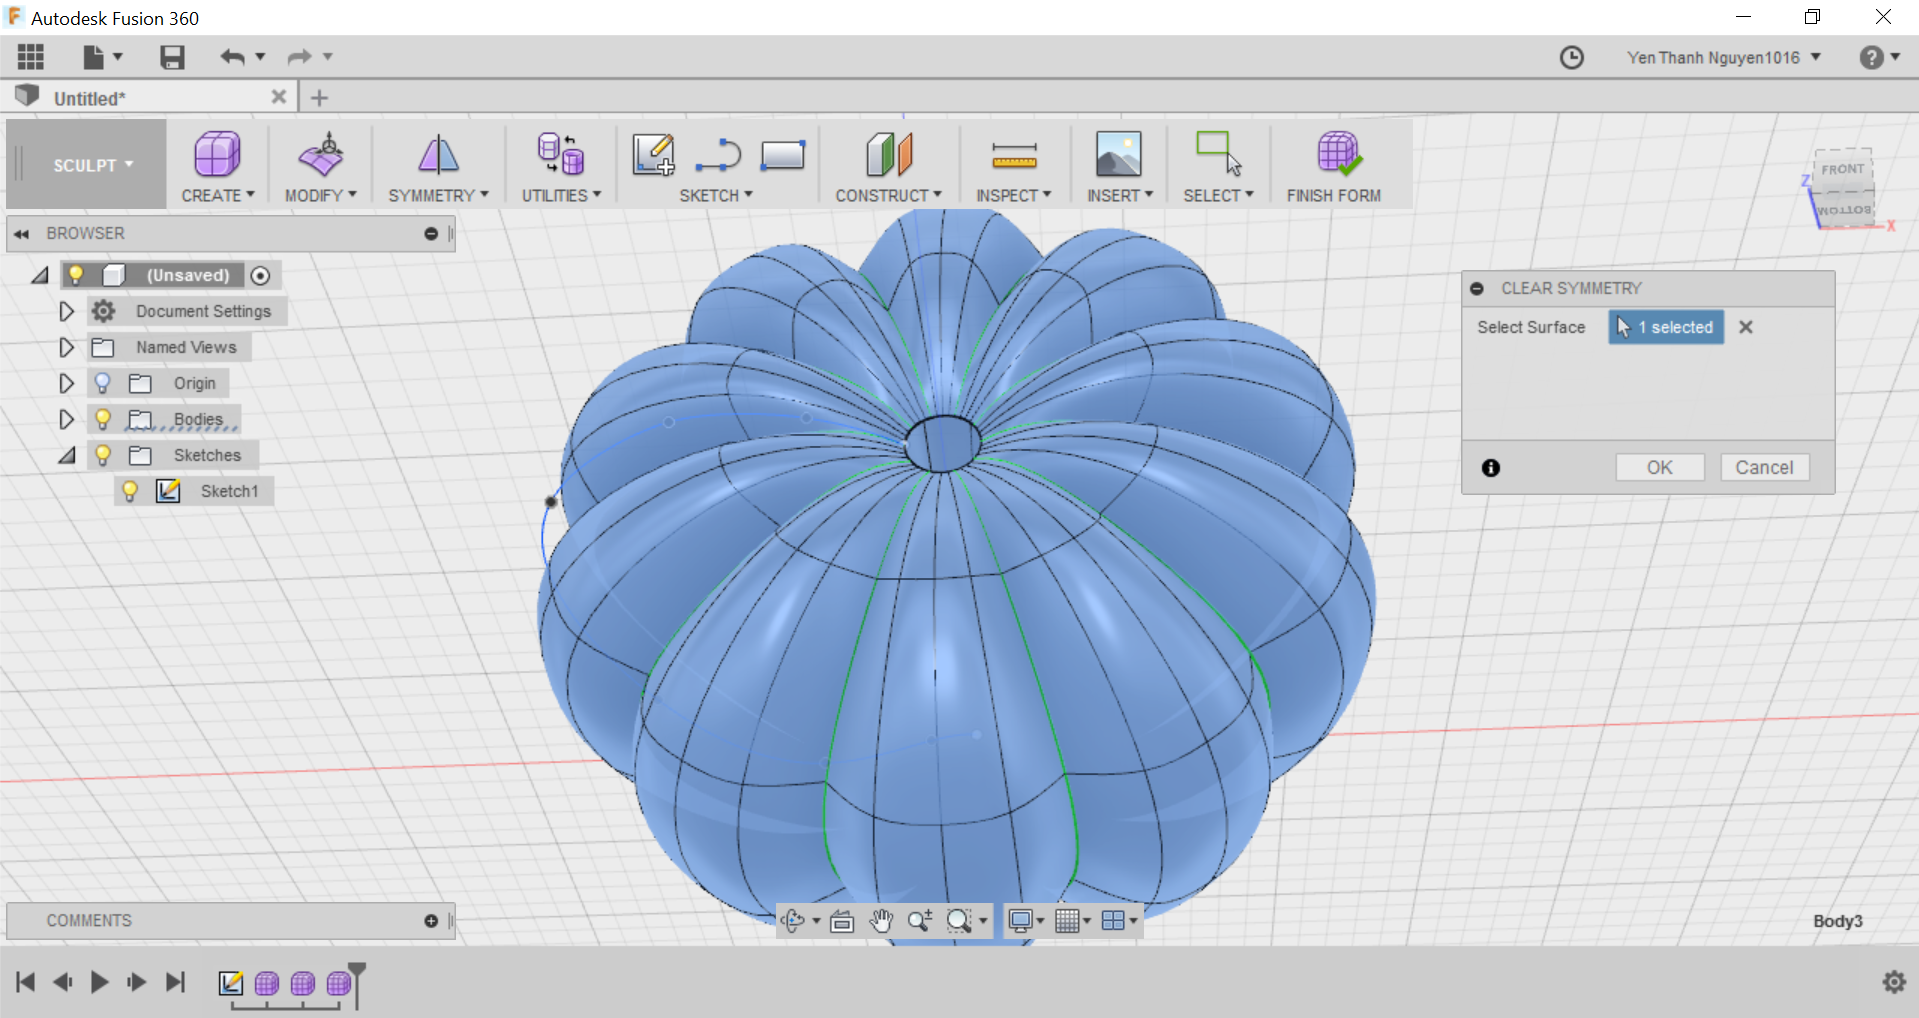 Autodesk Fusion 360
Yen Thanh Nguyen1016
?
Untitled*
SCULPT
CREATE
MODIFY
SYMMETRY
UTILITIES
SKETCH
CONSTRUCT
INSPECT
INSERT
SELECT
FINISH FORM
FRONT
BOTTOM
Z
X
BROWSER
(Unsaved)
Document Settings
Named Views
Origin
Bodies
Sketches
Sketch1
CLEAR SYMMETRY
Select Surface
1 selected
OK
Cancel
COMMENTS
Body3